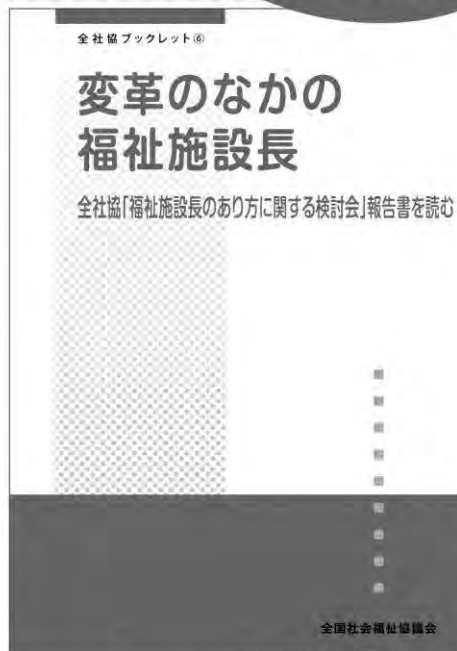 全社協ブックレット⑥
変革のなかの
福祉施設長
全社協「福祉施設長のあり方に関する検討会」報告書を読む
全国社会福祉協議会